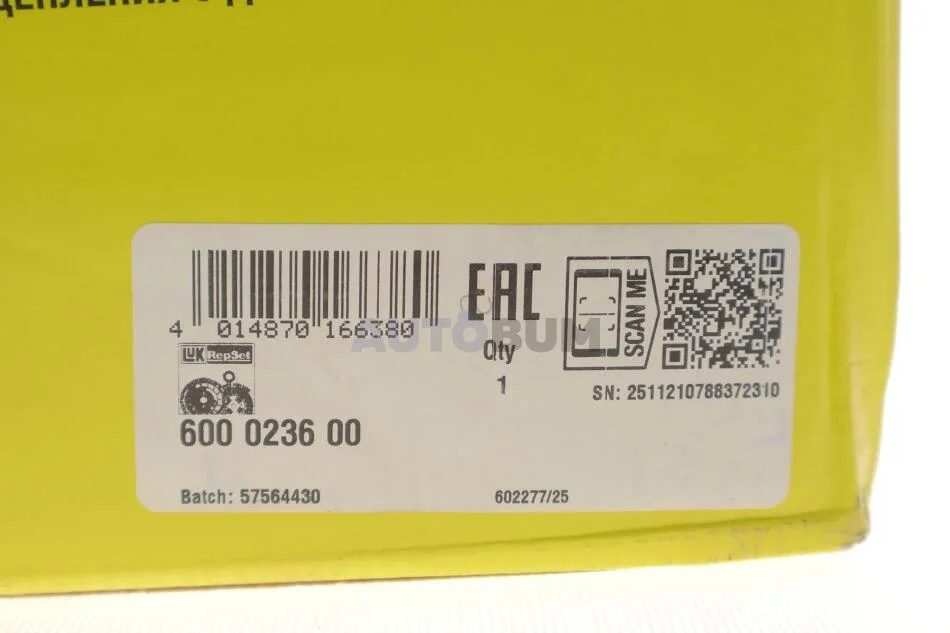 EAC
SCAN ME
4 014870 166380
AUTOBUM
Qty
1
LUK RepSet
SN: 2511210788372310
600 0236 00
Batch: 57564430
602277/25